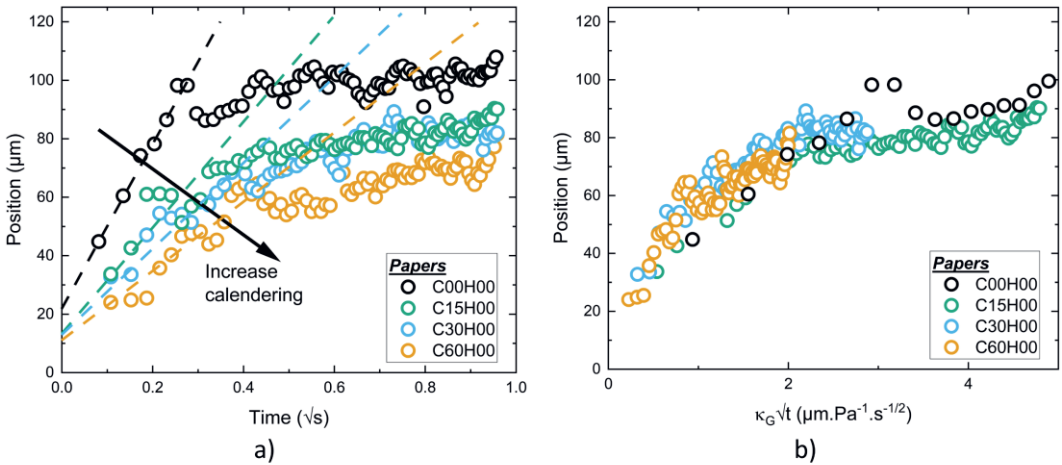 120
100
80
60
40
20
0
Position (µm)
0.0 0.2 0.4 0.6 0.8 1.0
Time (√s)
Increase
calendering
Papers
C00H00
C15H00
C30H00
C60H00
a)
120
100
80
60
40
20
0
Position (µm)
0 2 4
κG√t (µm.Pa⁻¹.s⁻¹/²)
Papers
C00H00
C15H00
C30H00
C60H00
b)